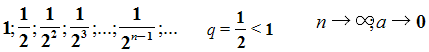 1; 1/2; 1/2²; 1/2³; ...; 1/2ⁿ⁻¹; ... q = 1/2 < 1 n → ∞; a → 0